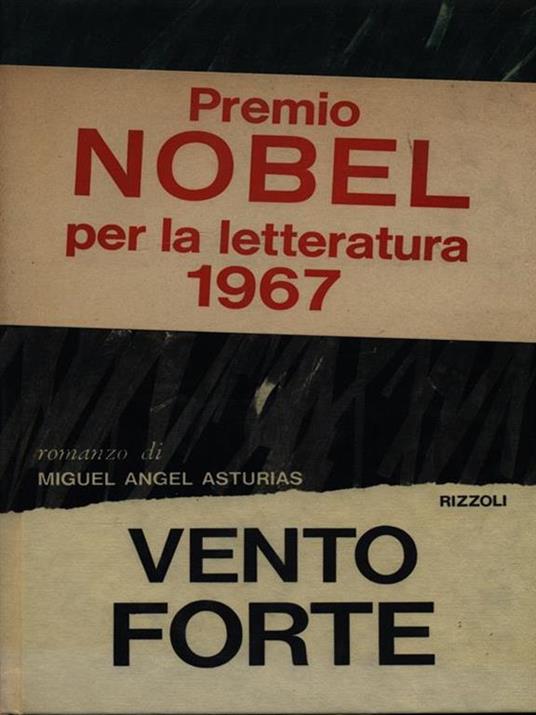 Premio
NOBEL
per la letteratura
1967
romanzo di
MIGUEL ANGEL ASTURIAS
RIZZOLI
VENTO
FORTE